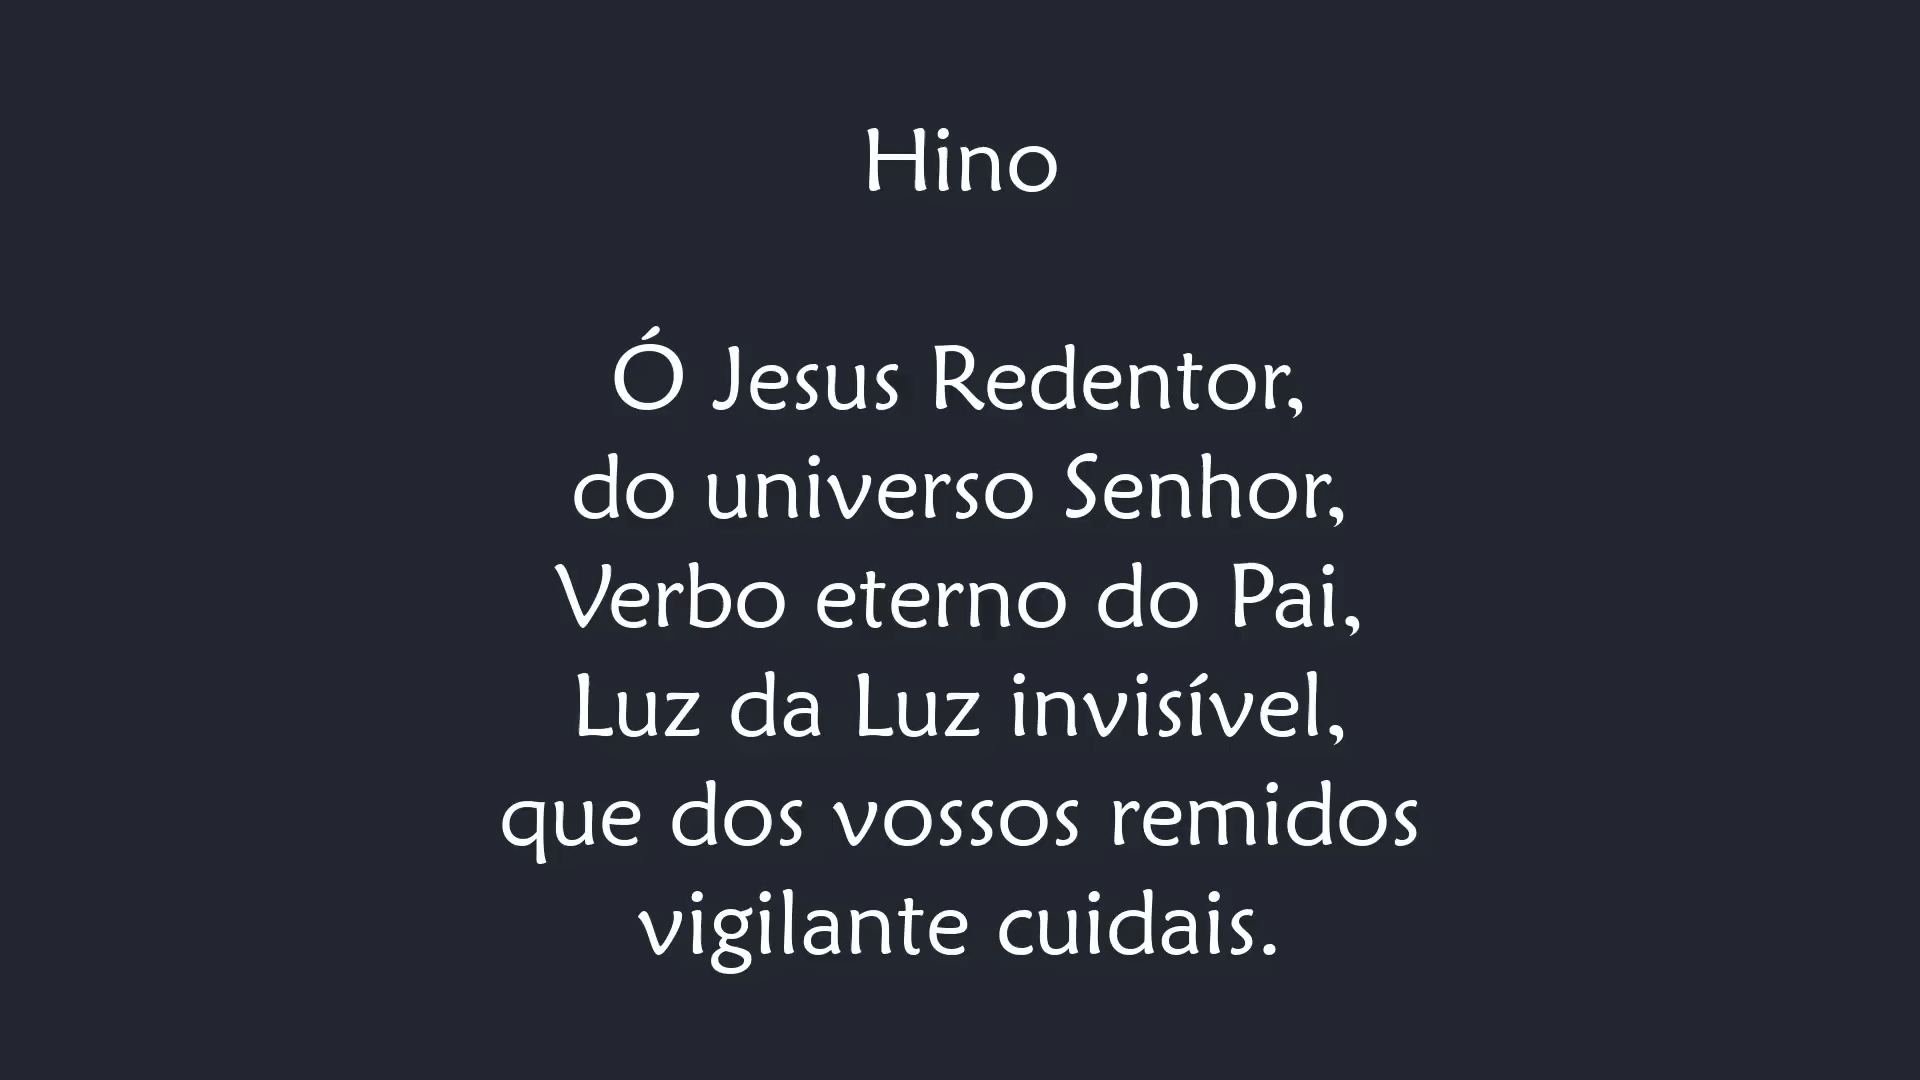 Hino
Ó Jesus Redentor,
do universo Senhor,
Verbo eterno do Pai,
Luz da Luz invisível,
que dos vossos remidos
vigilante cuidais.